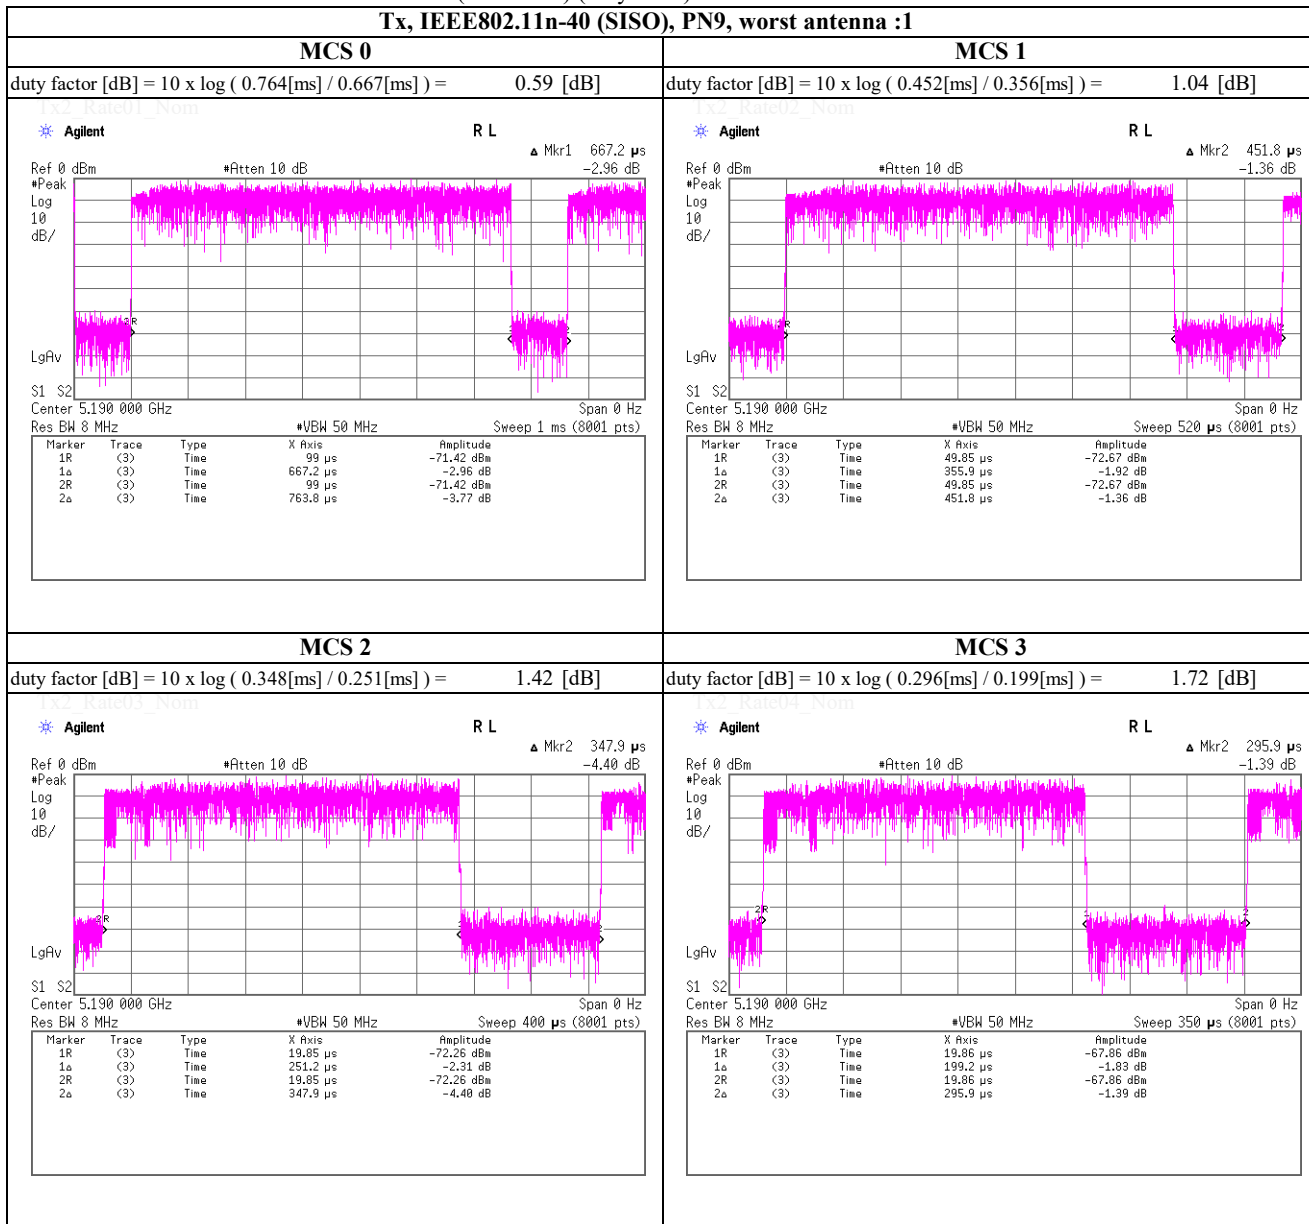 Tx, IEEE802.11n-40 (SISO), PN9, worst antenna :1
MCS 0
duty factor [dB] = 10 x log ( 0.764[ms] / 0.667[ms] ) = 0.59 [dB]
Tx2_Rate01_Nom
Agilent R L
Δ Mkr1 667.2 µs
Ref 0 dBm #Atten 10 dB -2.96 dB
#Peak
Log
10
dB/
1R
LgAv
S1 S2
Center 5.190 000 GHz Span 0 Hz
Res BW 8 MHz #VBW 50 MHz Sweep 1 ms (8001 pts)
Marker Trace Type X Axis Amplitude
1R (3) Time 99 µs -71.42 dBm
1Δ (3) Time 667.2 µs -2.96 dB
2R (3) Time 99 µs -71.42 dBm
2Δ (3) Time 763.8 µs -3.77 dB
MCS 1
duty factor [dB] = 10 x log ( 0.452[ms] / 0.356[ms] ) = 1.04 [dB]
Tx2_Rate02_Nom
Agilent R L
Δ Mkr2 451.8 µs
Ref 0 dBm #Atten 10 dB -1.36 dB
#Peak
Log
10
dB/
2R
LgAv
S1 S2
Center 5.190 000 GHz Span 0 Hz
Res BW 8 MHz #VBW 50 MHz Sweep 520 µs (8001 pts)
Marker Trace Type X Axis Amplitude
1R (3) Time 49.85 µs -72.67 dBm
1Δ (3) Time 355.9 µs -1.92 dB
2R (3) Time 49.85 µs -72.67 dBm
2Δ (3) Time 451.8 µs -1.36 dB
MCS 2
duty factor [dB] = 10 x log ( 0.348[ms] / 0.251[ms] ) = 1.42 [dB]
Tx2_Rate03_Nom
Agilent R L
Δ Mkr2 347.9 µs
Ref 0 dBm #Atten 10 dB -4.40 dB
#Peak
Log
10
dB/
2R
LgAv
S1 S2
Center 5.190 000 GHz Span 0 Hz
Res BW 8 MHz #VBW 50 MHz Sweep 400 µs (8001 pts)
Marker Trace Type X Axis Amplitude
1R (3) Time 19.85 µs -72.26 dBm
1Δ (3) Time 251.2 µs -2.31 dB
2R (3) Time 19.85 µs -72.26 dBm
2Δ (3) Time 347.9 µs -4.40 dB
MCS 3
duty factor [dB] = 10 x log ( 0.296[ms] / 0.199[ms] ) = 1.72 [dB]
Tx2_Rate04_Nom
Agilent R L
Δ Mkr2 295.9 µs
Ref 0 dBm #Atten 10 dB -1.39 dB
#Peak
Log
10
dB/
2R
LgAv
S1 S2
Center 5.190 000 GHz Span 0 Hz
Res BW 8 MHz #VBW 50 MHz Sweep 350 µs (8001 pts)
Marker Trace Type X Axis Amplitude
1R (3) Time 19.86 µs -67.86 dBm
1Δ (3) Time 199.2 µs -1.83 dB
2R (3) Time 19.86 µs -67.86 dBm
2Δ (3) Time 295.9 µs -1.39 dB